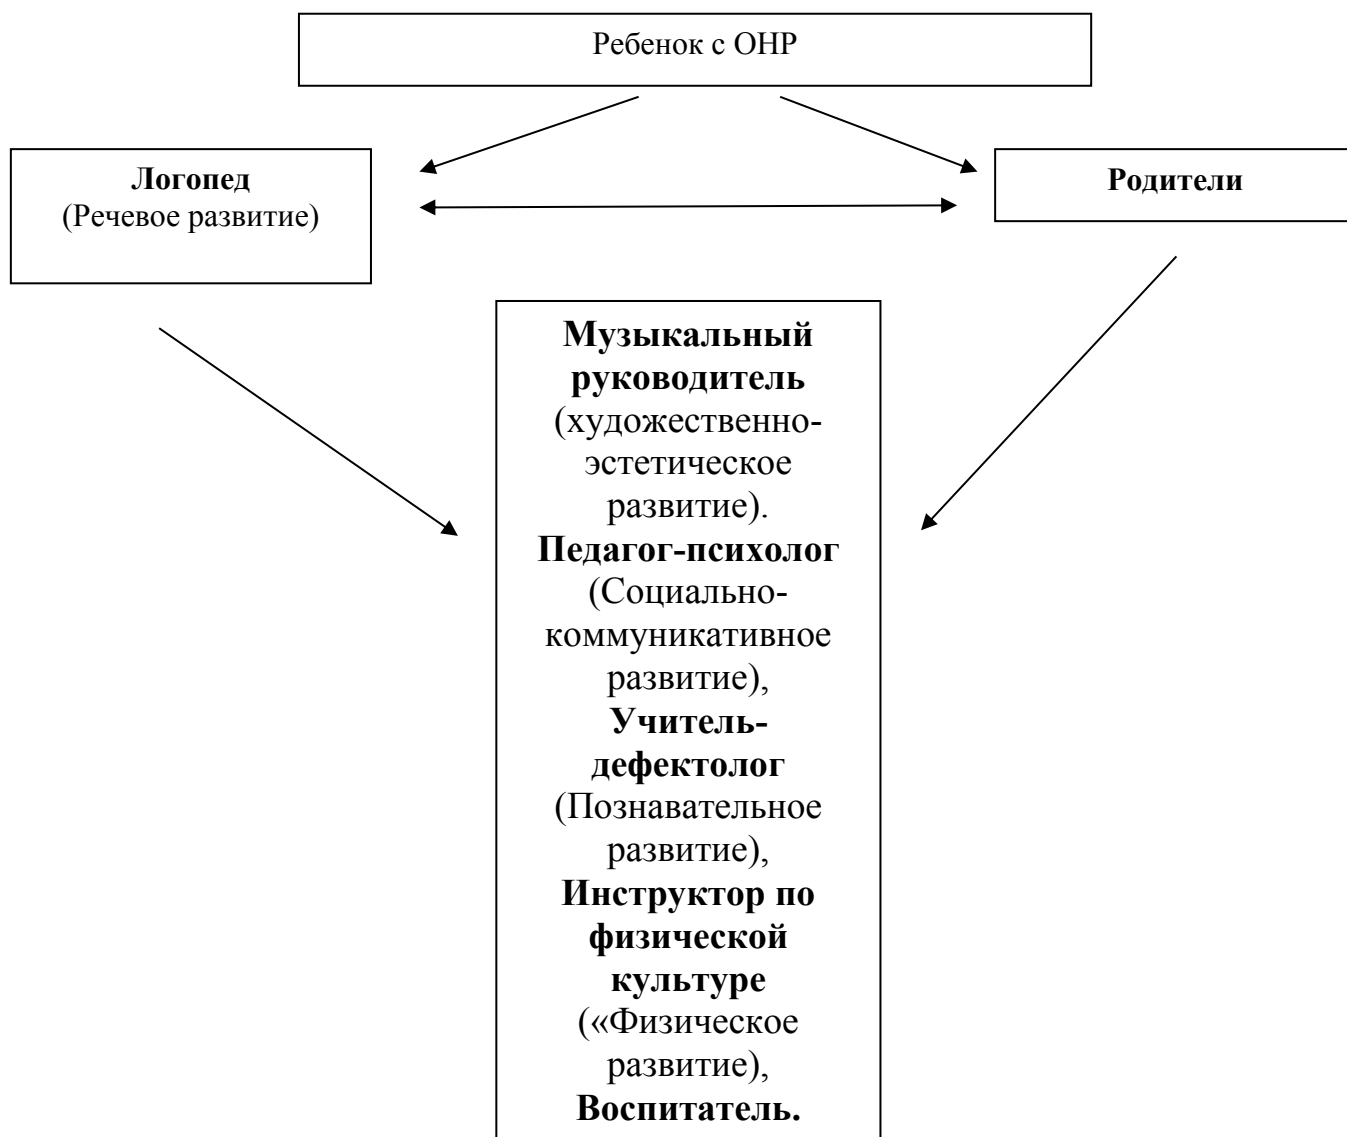 Ребенок с ОНР
Логопед
(Речевое развитие)
Родители
Музыкальный
руководитель
(художественно-
эстетическое
развитие).
Педагог-психолог
(Социально-
коммуникативное
развитие),
Учитель-
дефектолог
(Познавательное
развитие),
Инструктор по
физической
культуре
(«Физическое
развитие),
Воспитатель.